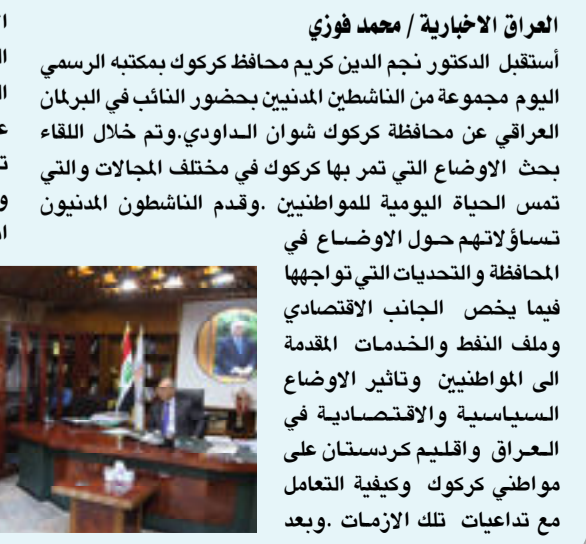 العراق الاخبارية / محمد فوزي
أستقبل الدكتور نجم الدين كريم محافظ كركوك بمكتبه الرسمي
اليوم مجموعة من الناشطين المدنيين بحضور النائب في البرلمان
العراقي عن محافظة كركوك شوان الداودي.وتم خلال اللقاء
بحث الاوضاع التي تمر بها كركوك في مختلف المجالات والتي
تمس الحياة اليومية للمواطنيين .وقدم الناشطون المدنيون
تساؤلاتهم حول الاوضاع في
المحافظة والتحديات التي تواجهها
فيما يخص الجانب الاقتصادي
وملف النفط والخدمات المقدمة
الى المواطنيين وتاثير الاوضاع
السياسية والاقتصادية في
العراق واقليم كردستان على
مواطني كركوك وكيفية التعامل
مع تداعيات تلك الازمات .وبعد